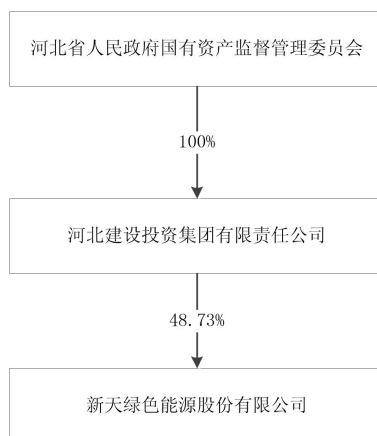 河北省人民政府国有资产监督管理委员会
100%
河北建设投资集团有限责任公司
48.73%
新天绿色能源股份有限公司